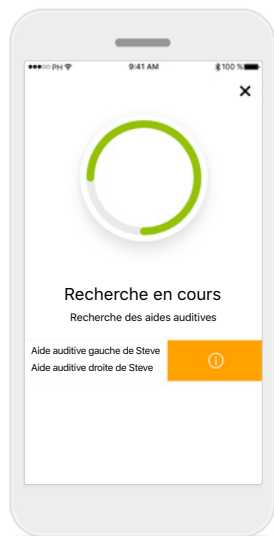 ●●●○○ PH 9:41 AM 100 %
×
Recherche en cours
Recherche des aides auditives
Aide auditive gauche de Steve
Aide auditive droite de Steve